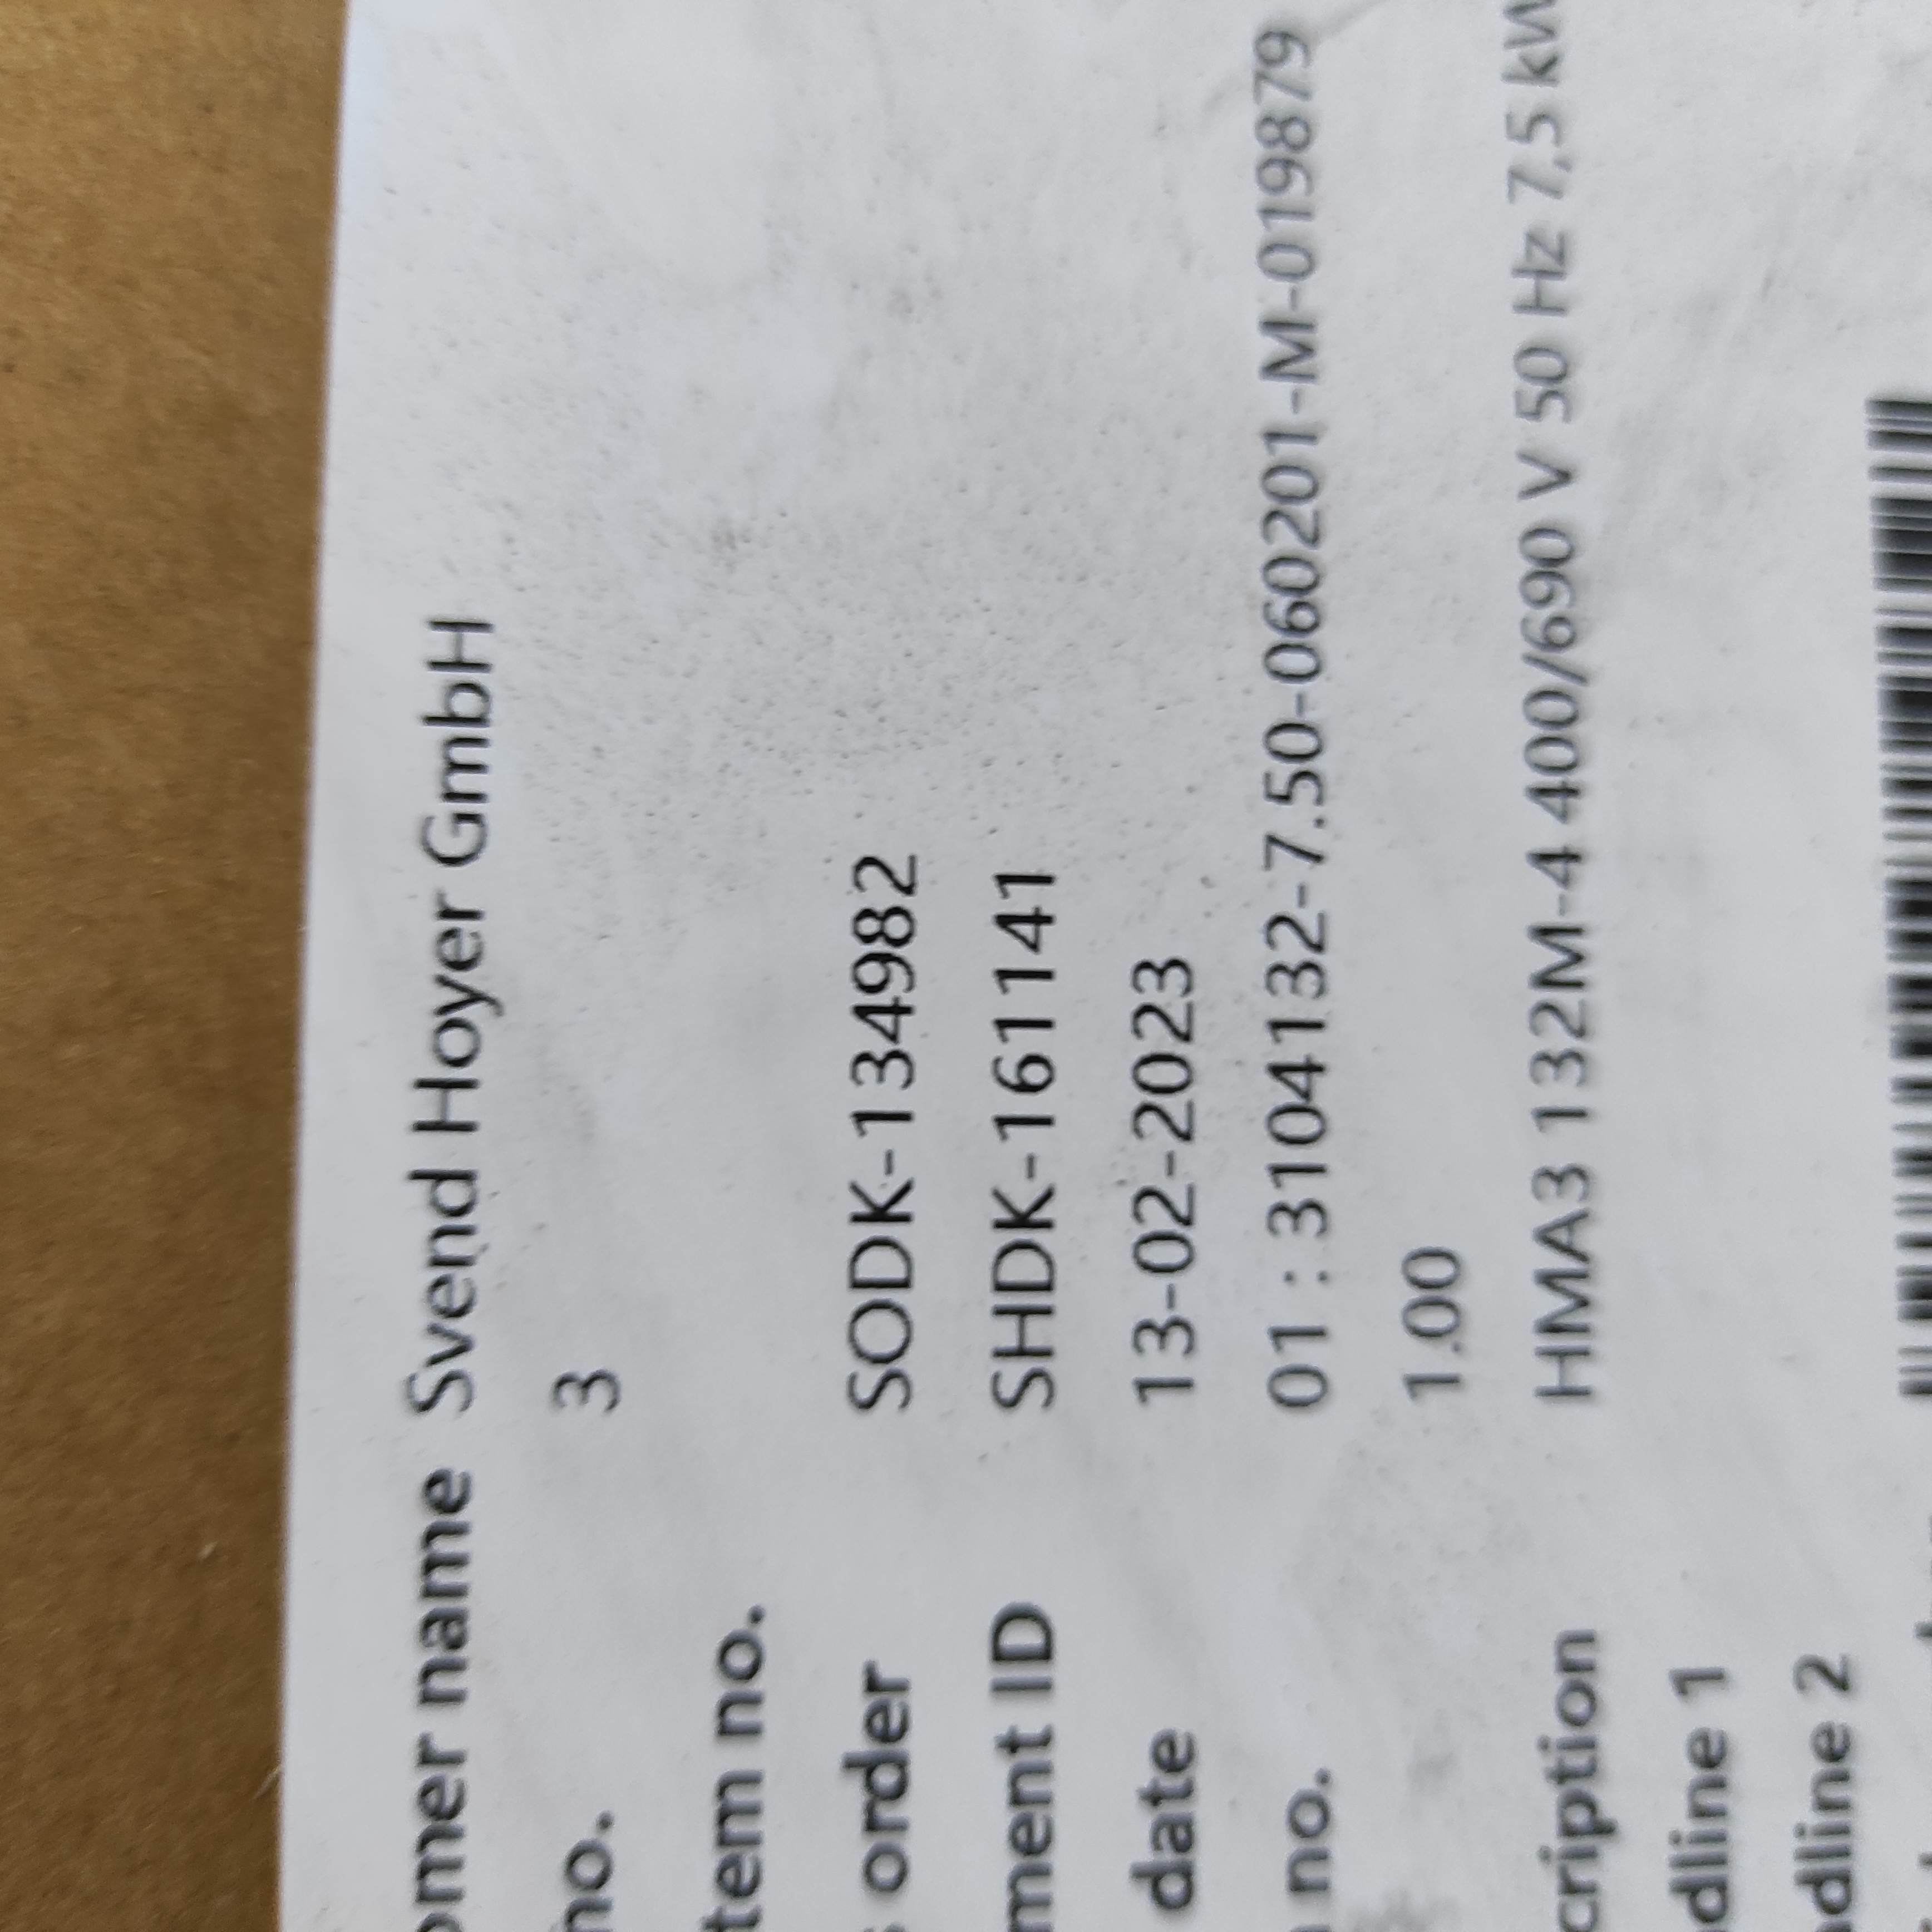 omer name Svend Hoyer GmbH
no. 3
tem no.
s order SODK-134982
ment ID SHDK-161141
date 13-02-2023
no. 01 : 3104132-7.50-060201-M-019879
1.00
cription HMA3 132M-4 400/690 V 50 Hz 7,5 kW
dline 1
dline 2